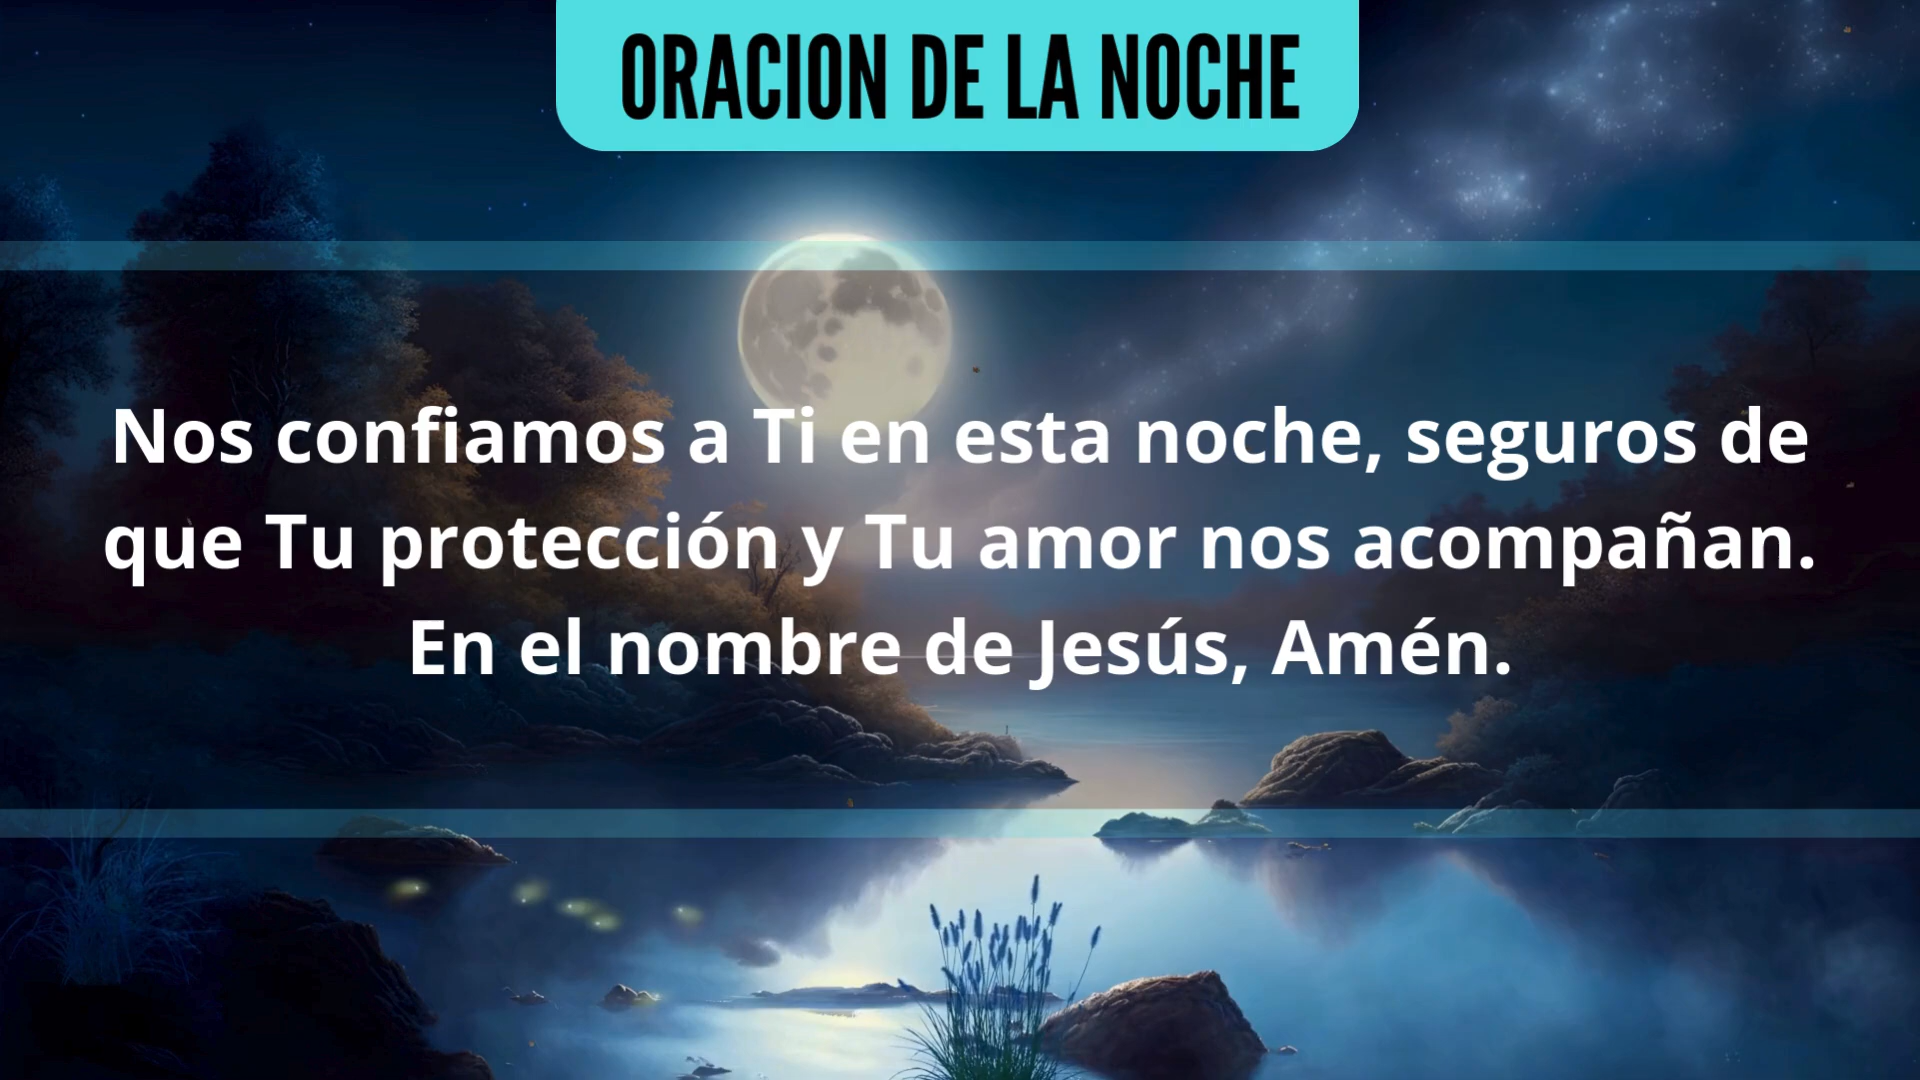 ORACION DE LA NOCHE
Nos confiamos a Ti en esta noche, seguros de
que Tu protección y Tu amor nos acompañan.
En el nombre de Jesús, Amén.